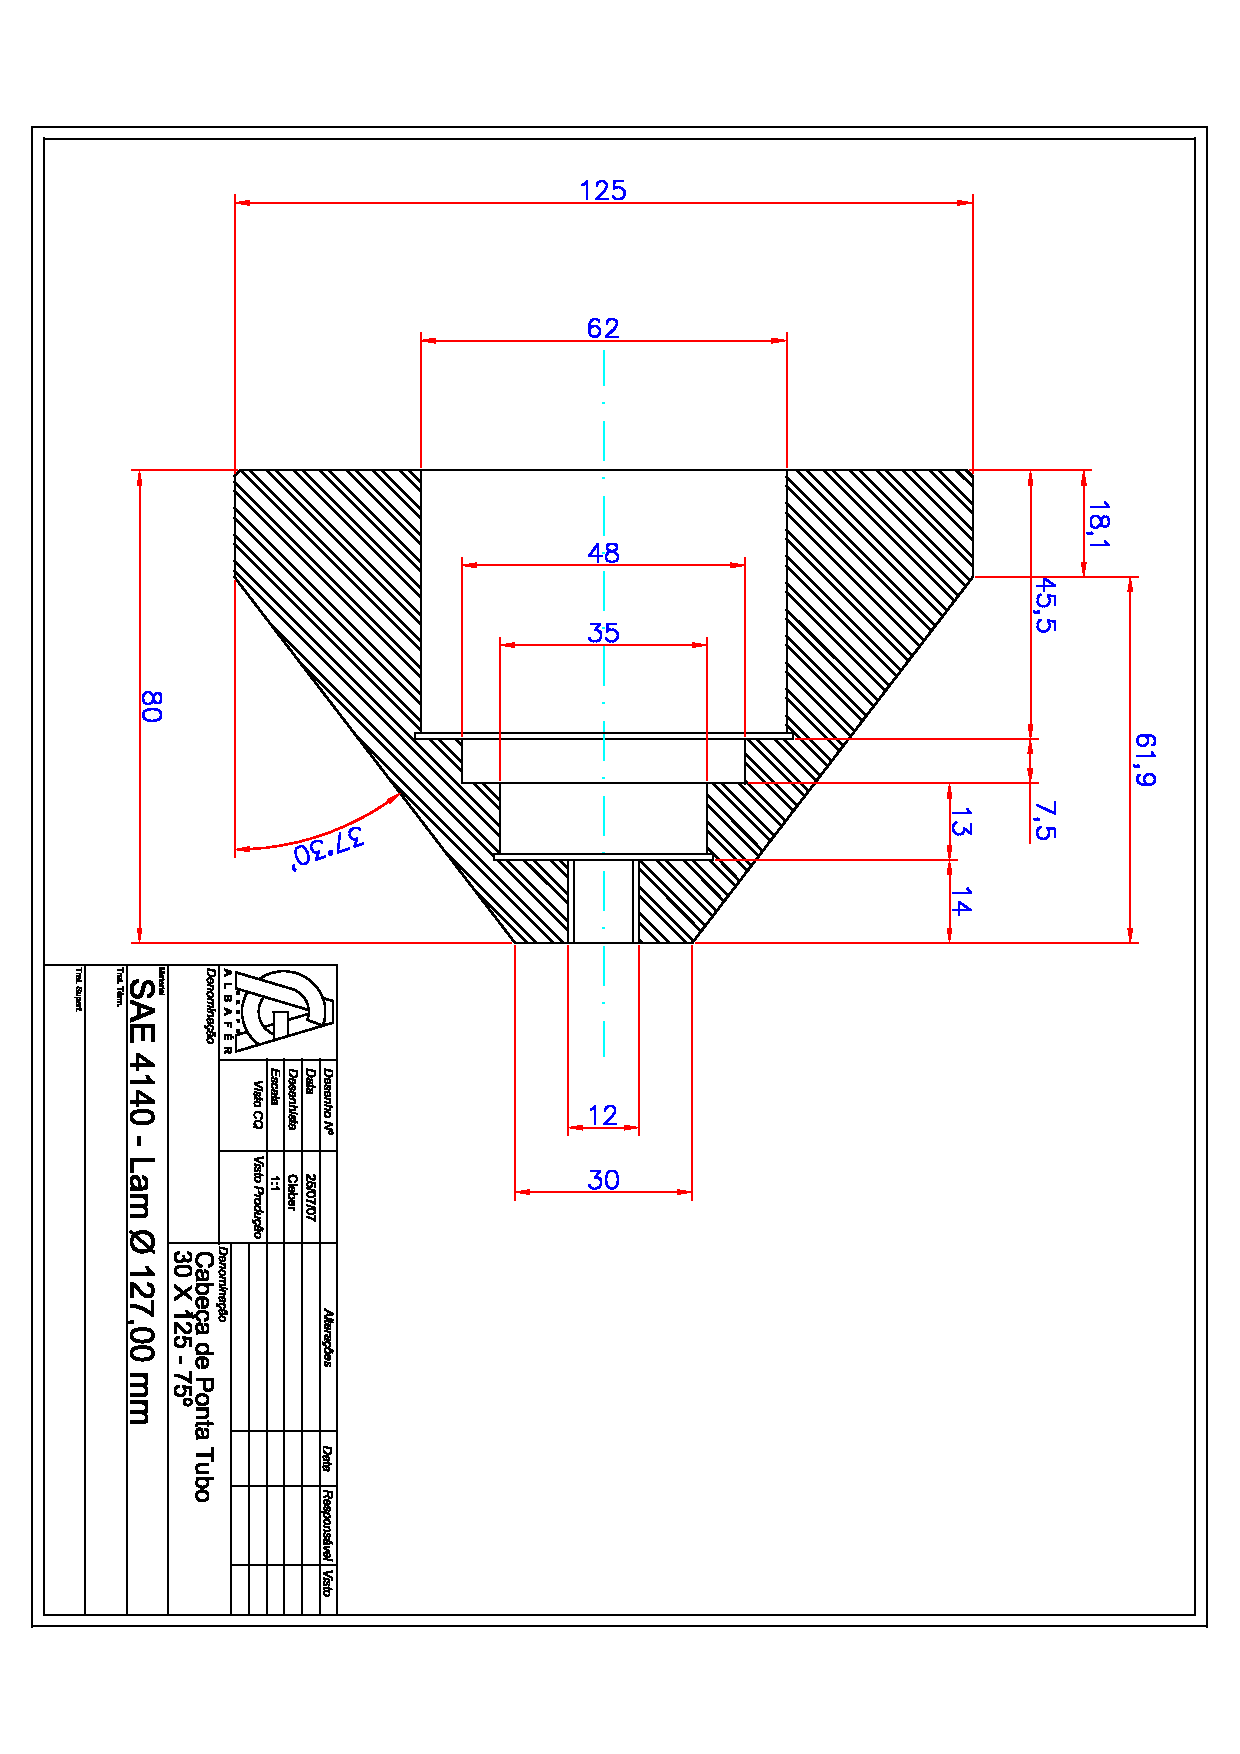 125
62
48
35
18,1
45,5
61,9
7,5
13
14
80
37°30'
12
30
ALBAFÉR
Desenho Nº
Data 25/07/07
Desenhista Cleber
Escala 1:1
Visto CQ Visto Produção
Alterações Data Responsável Visto
Denominação
Denominação
Cabeça de Ponta Tubo
30 X 125 - 75º
Material
SAE 4140 - Lam Ø 127,00 mm
Trat. Térm.
Trat. Superf.